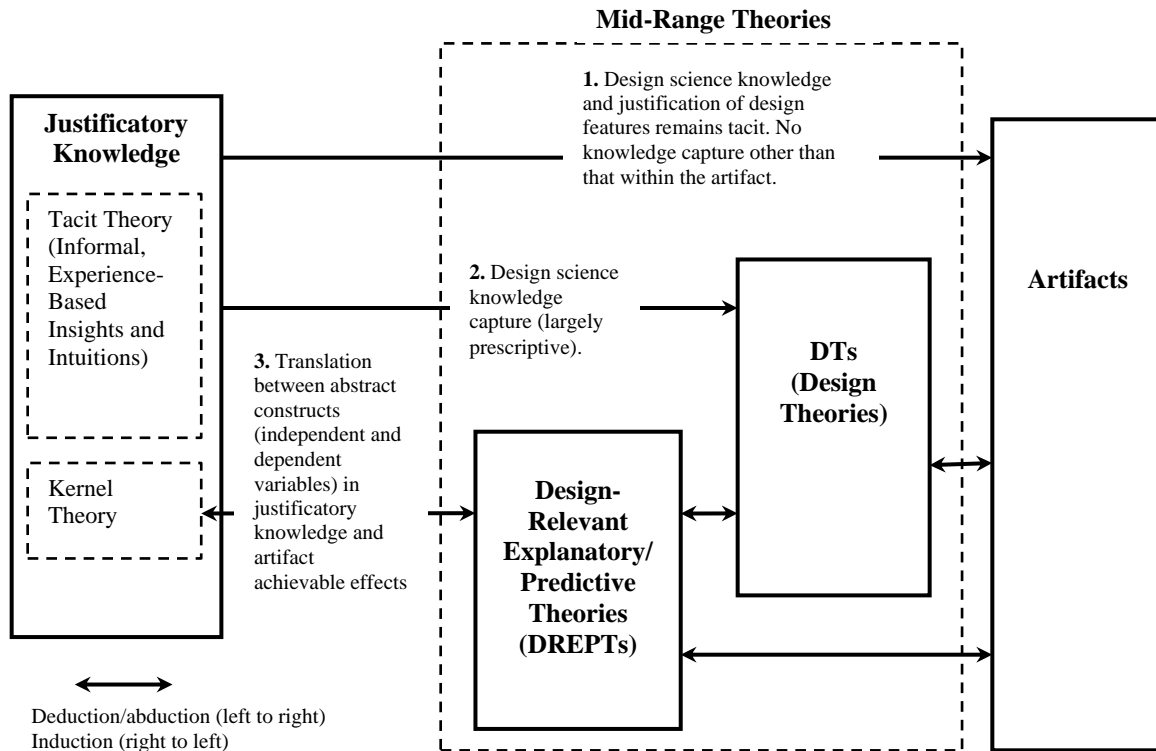 Mid-Range Theories
Justificatory
Knowledge
Tacit Theory
(Informal,
Experience-
Based
Insights and
Intuitions)
Kernel
Theory
1. Design science knowledge
and justification of design
features remains tacit. No
knowledge capture other than
that within the artifact.
2. Design science
knowledge
capture (largely
prescriptive).
3. Translation
between abstract
constructs
(independent and
dependent
variables) in
justificatory
knowledge and
artifact
achievable effects
DTs
(Design
Theories)
Design-
Relevant
Explanatory/
Predictive
Theories
(DREPTs)
Artifacts
Deduction/abduction (left to right)
Induction (right to left)